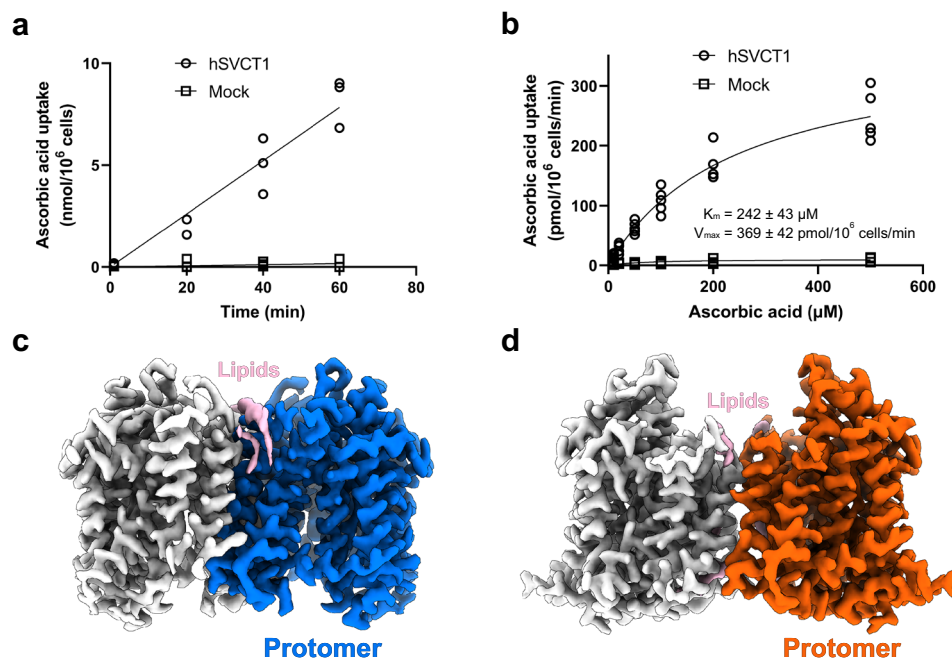 a
hSVCT1
Mock
Ascorbic acid uptake
(nmol/10⁶ cells)
10
5
0
0
20
40
60
80
Time (min)
b
hSVCT1
Mock
Ascorbic acid uptake
(pmol/10⁶ cells/min)
300
200
100
0
Kₘ = 242 ± 43 µM
Vₘₐₓ = 369 ± 42 pmol/10⁶ cells/min
200
400
600
Ascorbic acid (µM)
c
Lipids
Protomer
d
Lipids
Protomer